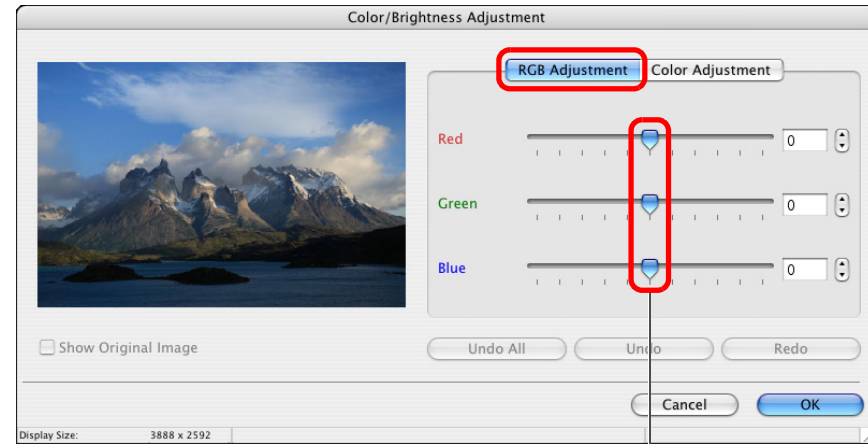 Color/Brightness Adjustment
RGB Adjustment Color Adjustment
Red 0
Green 0
Blue 0
Show Original Image
Undo All Undo Redo
Cancel OK
Display Size: 3888 x 2592